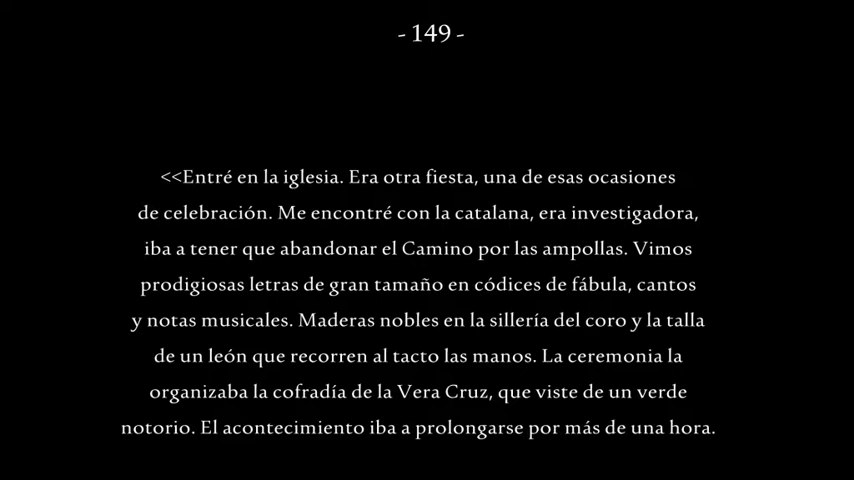 - 149 -
<<Entré en la iglesia. Era otra fiesta, una de esas ocasiones
de celebración. Me encontré con la catalana, era investigadora,
iba a tener que abandonar el Camino por las ampollas. Vimos
prodigiosas letras de gran tamaño en códices de fábula, cantos
y notas musicales. Maderas nobles en la sillería del coro y la talla
de un león que recorren al tacto las manos. La ceremonia la
organizaba la cofradía de la Vera Cruz, que viste de un verde
notorio. El acontecimiento iba a prolongarse por más de una hora.